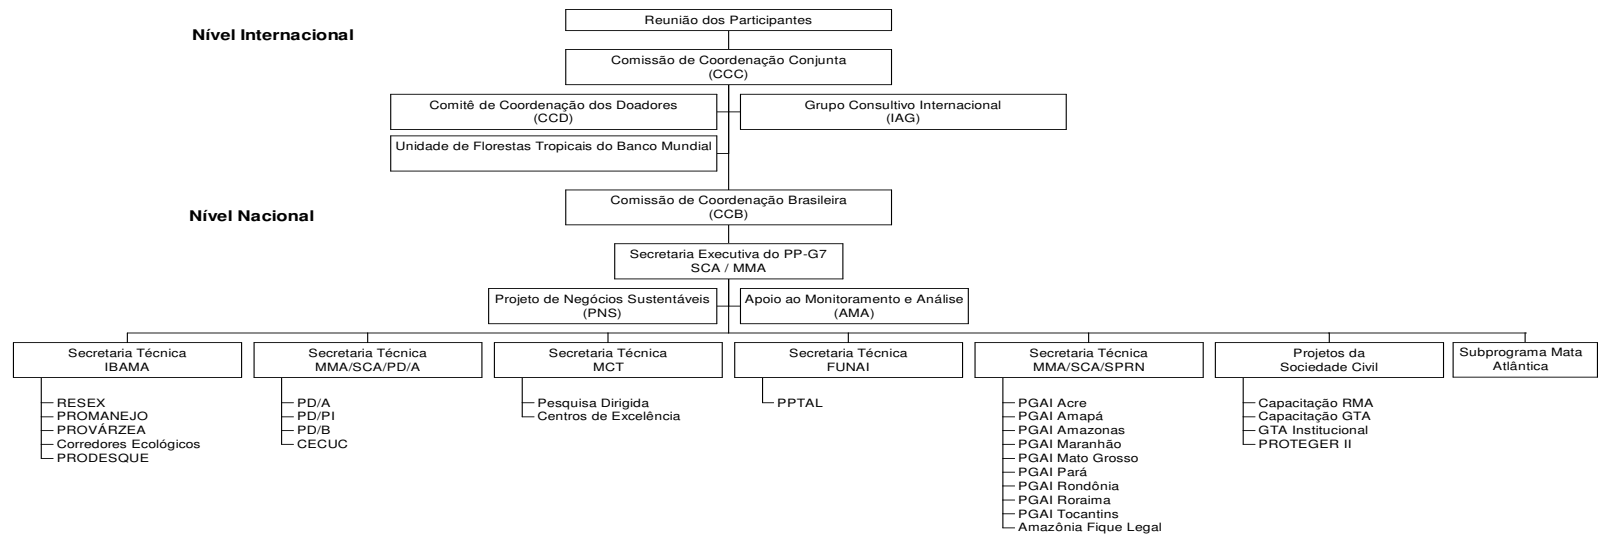 Reunião dos Participantes
Nível Internacional
Comissão de Coordenação Conjunta
(CCC)
Comitê de Coordenação dos Doadores
(CCD)
Grupo Consultivo Internacional
(IAG)
Unidade de Florestas Tropicais do Banco Mundial
Comissão de Coordenação Brasileira
(CCB)
Nível Nacional
Secretaria Executiva do PP-G7
SCA / MMA
Projeto de Negócios Sustentáveis
(PNS)
Apoio ao Monitoramento e Análise
(AMA)
Secretaria Técnica
IBAMA
RESEX
PROMANEJO
PROVÁRZEA
Corredores Ecológicos
PRODESQUE
Secretaria Técnica
MMA/SCA/PD/A
PD/A
PD/PI
PD/B
CECUC
Secretaria Técnica
MCT
Pesquisa Dirigida
Centros de Excelência
Secretaria Técnica
FUNAI
PPTAL
Secretaria Técnica
MMA/SCA/SPRN
PGAI Acre
PGAI Amapá
PGAI Amazonas
PGAI Maranhão
PGAI Mato Grosso
PGAI Pará
PGAI Rondônia
PGAI Roraima
PGAI Tocantins
Amazônia Fique Legal
Projetos da
Sociedade Civil
Capacitação RMA
Capacitação GTA
GTA Institucional
PROTEGER II
Subprograma Mata
Atlântica